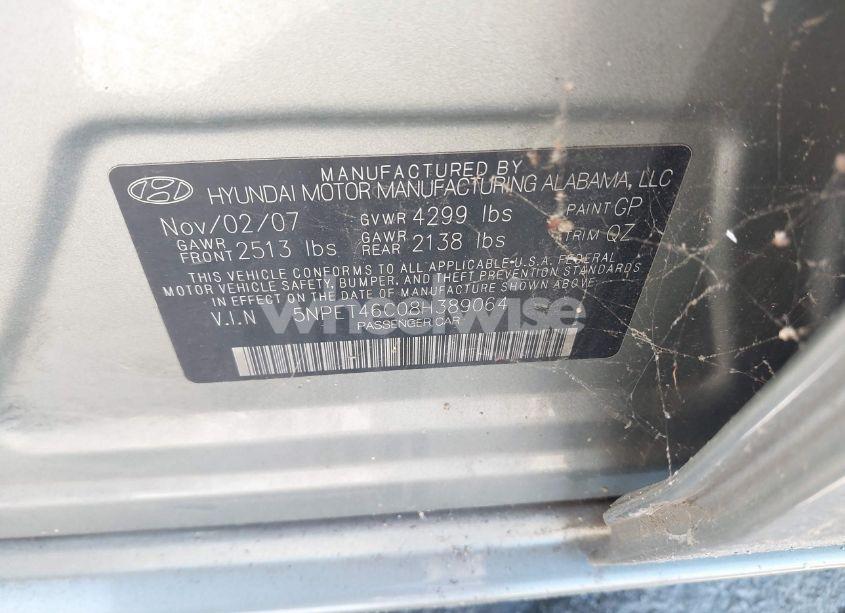 MANUFACTURED BY
HYUNDAI MOTOR MANUFACTURING ALABAMA, LLC
Nov/02/07 GVWR 4299 lbs PAINT GP
GAWR FRONT 2513 lbs GAWR REAR 2138 lbs TRIM QZ
THIS VEHICLE CONFORMS TO ALL APPLICABLE U.S.A. FEDERAL
MOTOR VEHICLE SAFETY, BUMPER, AND THEFT PREVENTION STANDARDS
IN EFFECT ON THE DATE OF MANUFACTURE SHOWN ABOVE.
V.I.N 5NPET46C08H389064
PASSENGER CAR
wheelwise